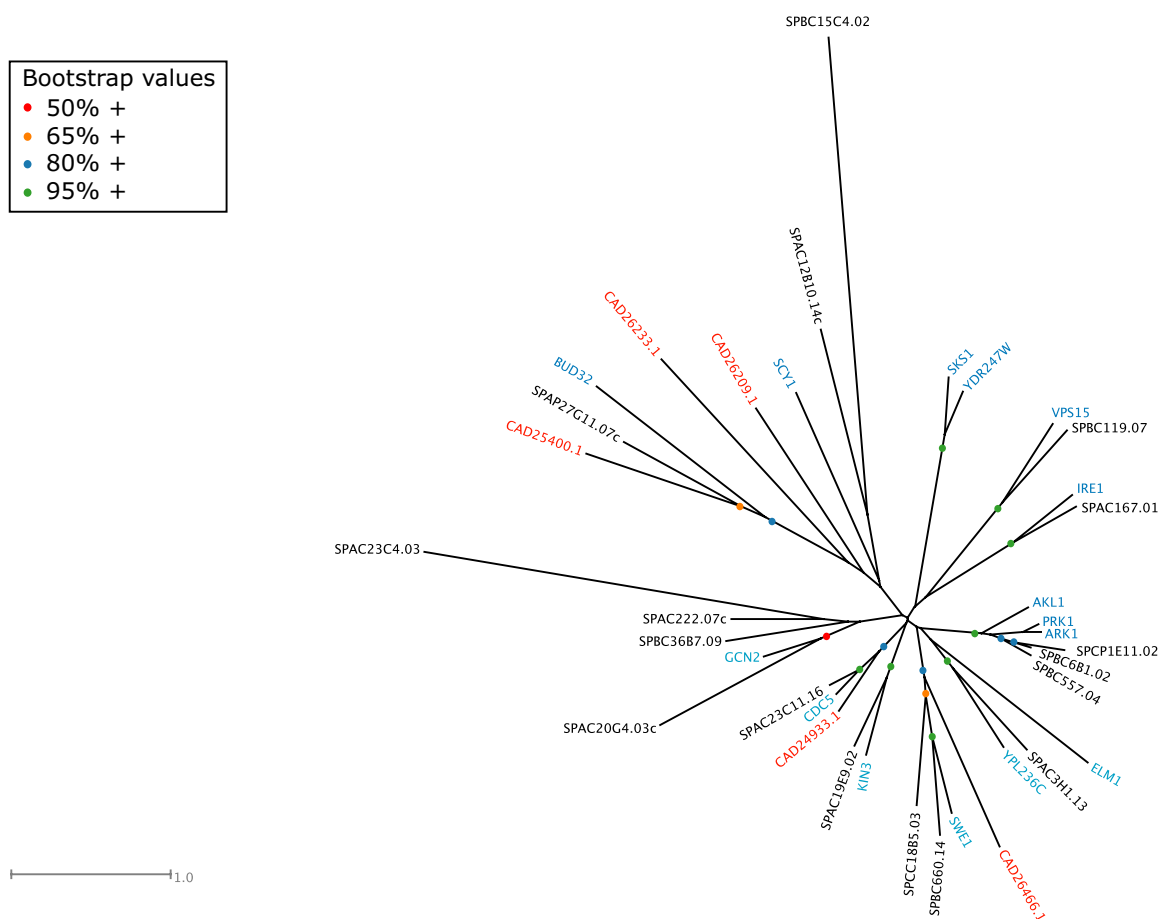 SPBC15C4.02
Bootstrap values
50% +
65% +
80% +
95% +
SPAC12B10.14c
CAD26233.1
CAD26209.1
SCY1
SKS1
YDR247W
BUD32
SPAP27G11.07c
CAD25400.1
VPS15
SPBC119.07
IRE1
SPAC167.01
SPAC23C4.03
AKL1
SPAC222.07c
PRK1
ARK1
SPBC36B7.09
GCN2
SPCP1E11.02
SPBC6B1.02
SPBC557.04
SPAC23C11.16
CDC5
SPAC20G4.03c
CAD24933.1
SPAC19E9.02
KIN3
YPL236C
SPAC3H1.13
ELM1
SPCC18B5.03
SPBC660.14
SWE1
CAD26466.1
1.0